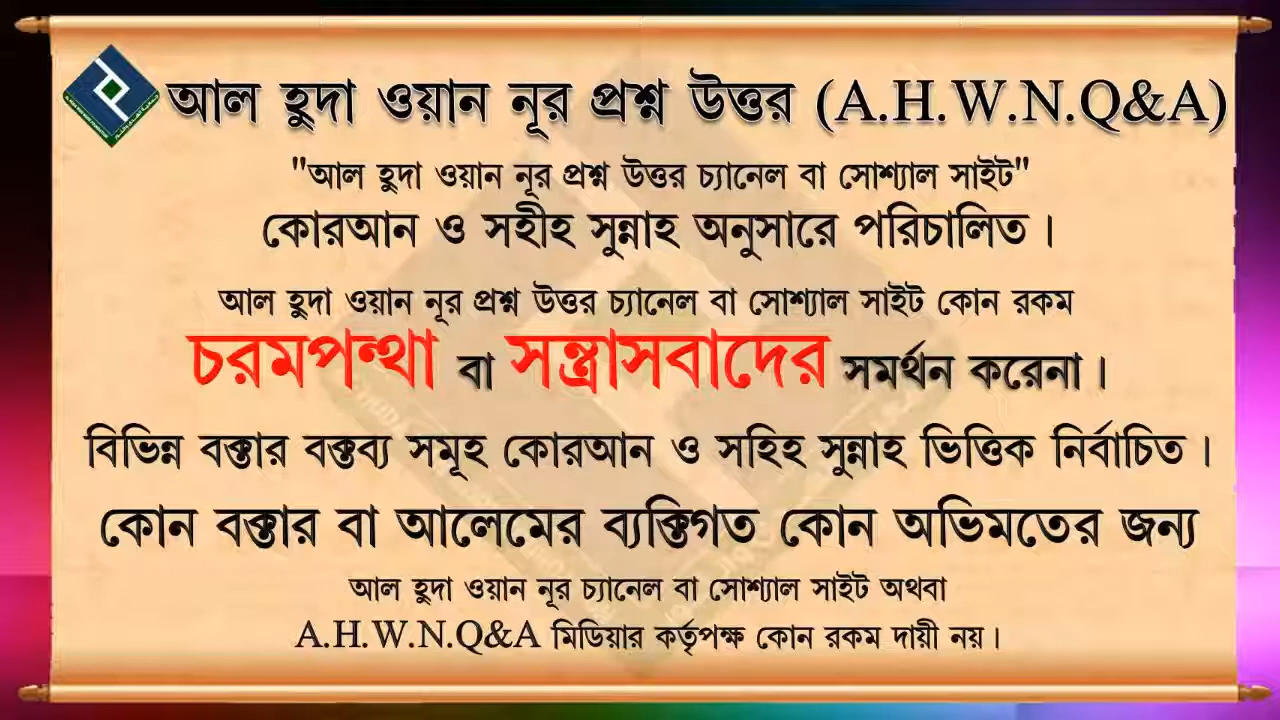 আল হুদা ওয়ান নূর প্রশ্ন উত্তর (A.H.W.N.Q&A)
"আল হুদা ওয়ান নূর প্রশ্ন উত্তর চ্যানেল বা সোশ্যাল সাইট"
কোরআন ও সহীহ সুন্নাহ অনুসারে পরিচালিত।
আল হুদা ওয়ান নূর প্রশ্ন উত্তর চ্যানেল বা সোশ্যাল সাইট কোন রকম
চরমপন্থা বা সন্ত্রাসবাদের সমর্থন করেনা।
বিভিন্ন বক্তার বক্তব্য সমূহ কোরআন ও সহিহ সুন্নাহ ভিত্তিক নির্বাচিত।
কোন বক্তার বা আলেমের ব্যক্তিগত কোন অভিমতের জন্য
আল হুদা ওয়ান নূর চ্যানেল বা সোশ্যাল সাইট অথবা
A.H.W.N.Q&A মিডিয়ার কর্তৃপক্ষ কোন রকম দায়ী নয়।